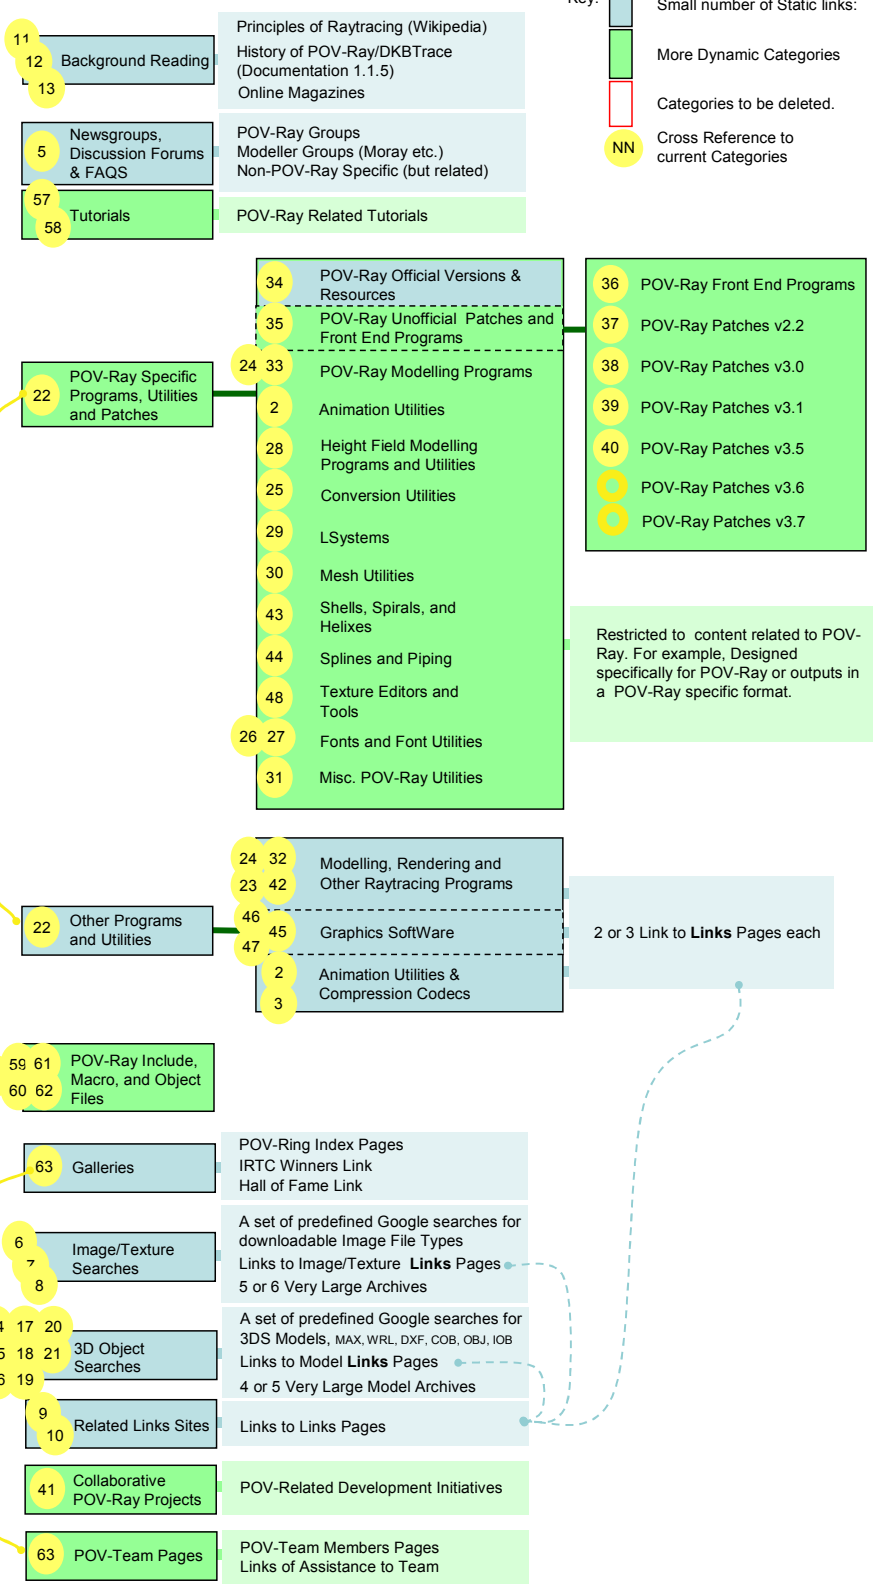 Key:
Small number of Static links:
More Dynamic Categories
Categories to be deleted.
NN
Cross Reference to
current Categories
11
12
13
Background Reading
Principles of Raytracing (Wikipedia)
History of POV-Ray/DKBTrace
(Documentation 1.1.5)
Online Magazines
5
Newsgroups,
Discussion Forums
& FAQS
POV-Ray Groups
Modeller Groups (Moray etc.)
Non-POV-Ray Specific (but related)
57
58
Tutorials
POV-Ray Related Tutorials
22
POV-Ray Specific
Programs, Utilities
and Patches
34
POV-Ray Official Versions &
Resources
35
POV-Ray Unofficial Patches and
Front End Programs
24 33
POV-Ray Modelling Programs
2
Animation Utilities
28
Height Field Modelling
Programs and Utilities
25
Conversion Utilities
29
LSystems
30
Mesh Utilities
43
Shells, Spirals, and
Helixes
44
Splines and Piping
48
Texture Editors and
Tools
26 27
Fonts and Font Utilities
31
Misc. POV-Ray Utilities
36
POV-Ray Front End Programs
37
POV-Ray Patches v2.2
38
POV-Ray Patches v3.0
39
POV-Ray Patches v3.1
40
POV-Ray Patches v3.5
POV-Ray Patches v3.6
POV-Ray Patches v3.7
Restricted to content related to POV-
Ray. For example, Designed
specifically for POV-Ray or outputs in
a POV-Ray specific format.
22
Other Programs
and Utilities
24 32
23 42
Modelling, Rendering and
Other Raytracing Programs
46
45
47
Graphics SoftWare
2
3
Animation Utilities &
Compression Codecs
2 or 3 Link to Links Pages each
59 61
60 62
POV-Ray Include,
Macro, and Object
Files
63
Galleries
POV-Ring Index Pages
IRTC Winners Link
Hall of Fame Link
6
7
8
Image/Texture
Searches
A set of predefined Google searches for
downloadable Image File Types
Links to Image/Texture Links Pages
5 or 6 Very Large Archives
4 17 20
5 18 21
6 19
3D Object
Searches
A set of predefined Google searches for
3DS Models, MAX, WRL, DXF, COB, OBJ, IOB
Links to Model Links Pages
4 or 5 Very Large Model Archives
9
10
Related Links Sites
Links to Links Pages
41
Collaborative
POV-Ray Projects
POV-Related Development Initiatives
63
POV-Team Pages
POV-Team Members Pages
Links of Assistance to Team